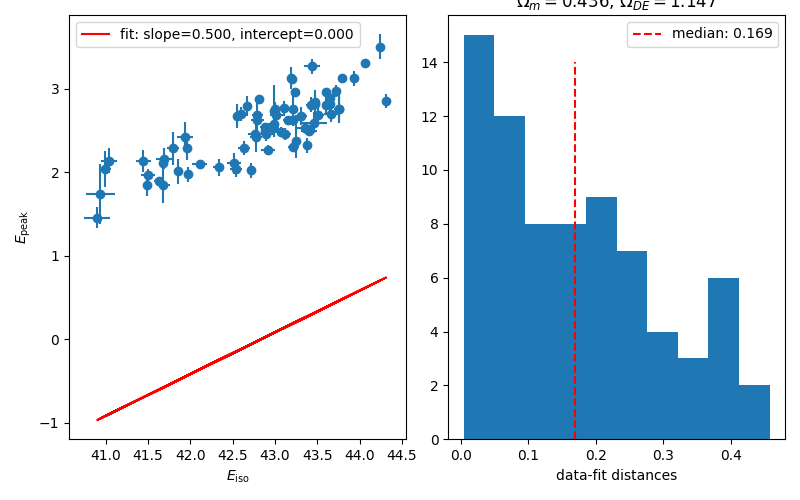 Ω_m = 0.436, Ω_DE = 1.147
fit: slope=0.500, intercept=0.000
median: 0.169
3
2
1
0
−1
E_peak
41.0 41.5 42.0 42.5 43.0 43.5 44.0 44.5
E_iso
14
12
10
8
6
4
2
0
0.0 0.1 0.2 0.3 0.4
data-fit distances